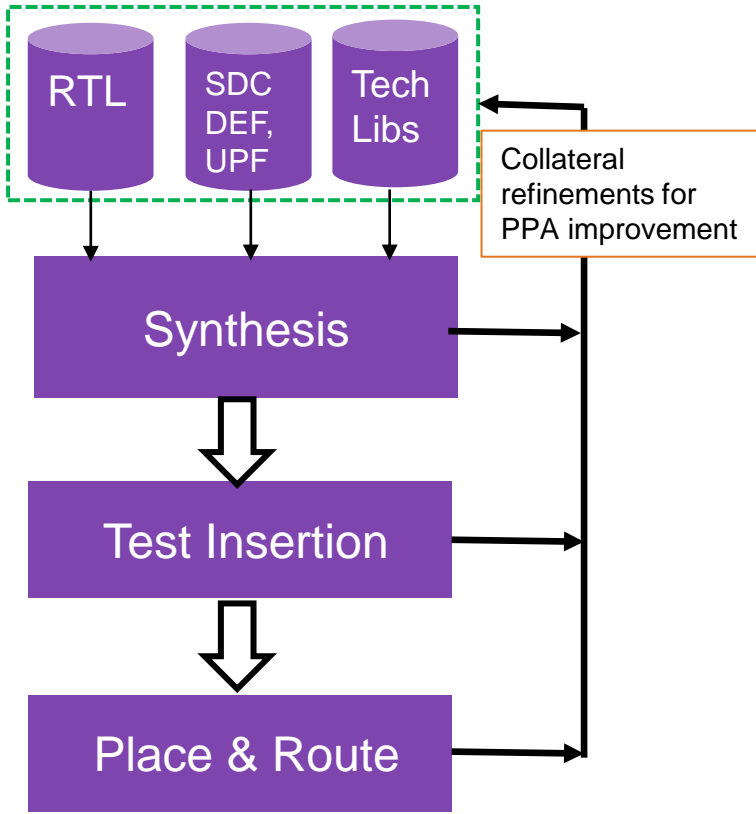 RTL
SDC
DEF,
UPF
Tech
Libs
Collateral
refinements for
PPA improvement
Synthesis
Test Insertion
Place & Route